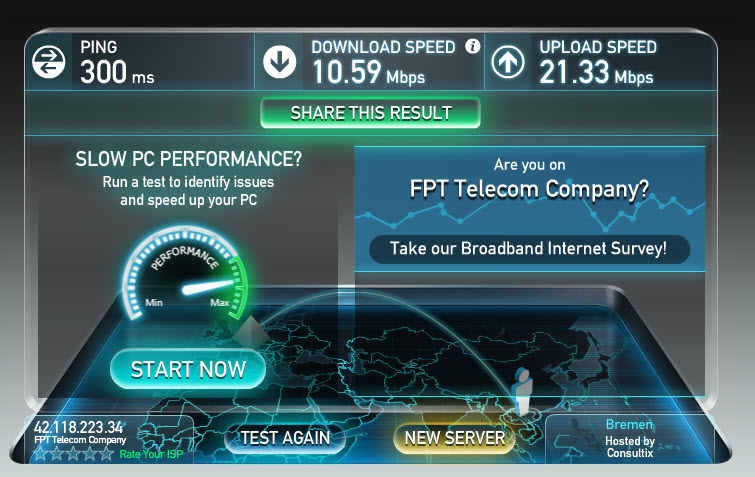 PING
300 ms
DOWNLOAD SPEED
10.59 Mbps
UPLOAD SPEED
21.33 Mbps
SHARE THIS RESULT
SLOW PC PERFORMANCE?
Run a test to identify issues
and speed up your PC
PERFORMANCE
Min
Max
START NOW
Are you on
FPT Telecom Company?
Take our Broadband Internet Survey!
42.118.223.34
FPT Telecom Company
Rate Your ISP
TEST AGAIN
NEW SERVER
Bremen
Hosted by
Consultix